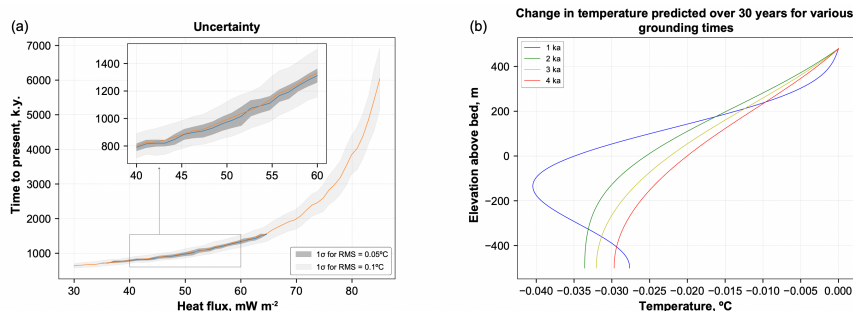 (a)
Uncertainty
7000
6000
5000
4000
3000
2000
1000
Time to present, k.y.
1400
1200
1000
800
40 45 50 55 60
1σ for RMS = 0.05ºC
1σ for RMS = 0.1ºC
30 40 50 60 70 80
Heat flux, mW m-2
(b)
Change in temperature predicted over 30 years for various
grounding times
1 ka
2 ka
3 ka
4 ka
400
200
0
−200
−400
Elevation above bed, m
−0.040 −0.035 −0.030 −0.025 −0.020 −0.015 −0.010 −0.005 0.000
Temperature, ºC